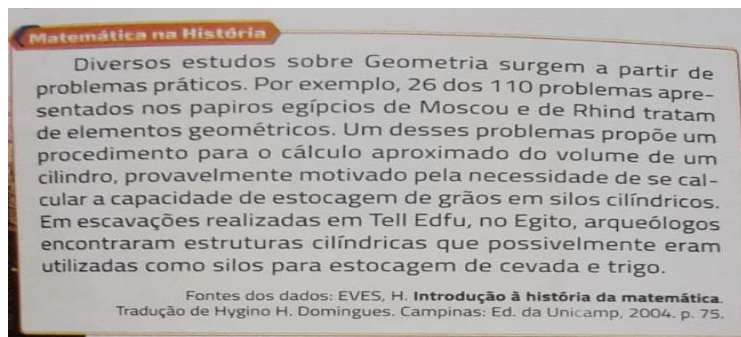 Matemática na História
Diversos estudos sobre Geometria surgem a partir de
problemas práticos. Por exemplo, 26 dos 110 problemas apre-
sentados nos papiros egípcios de Moscou e de Rhind tratam
de elementos geométricos. Um desses problemas propõe um
procedimento para o cálculo aproximado do volume de um
cilindro, provavelmente motivado pela necessidade de se cal-
cular a capacidade de estocagem de grãos em silos cilíndricos.
Em escavações realizadas em Tell Edfu, no Egito, arqueólogos
encontraram estruturas cilíndricas que possivelmente eram
utilizadas como silos para estocagem de cevada e trigo.
Fontes dos dados: EVES, H. Introdução à história da matemática.
Tradução de Hygino H. Domingues. Campinas: Ed. da Unicamp, 2004. p. 75.